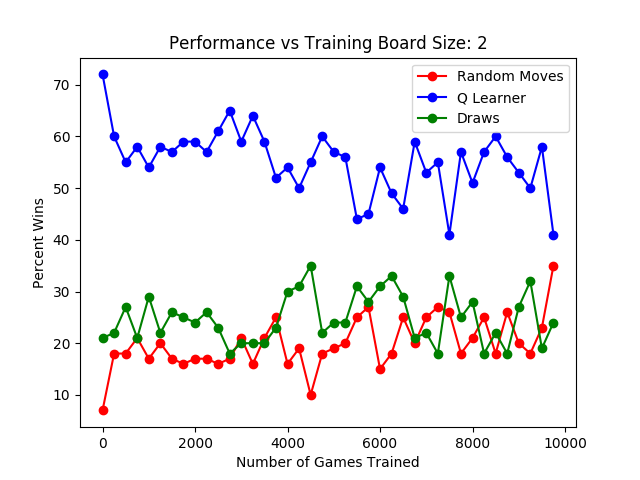 Performance vs Training Board Size: 2
Random Moves
Q Learner
Draws
Percent Wins
70
60
50
40
30
20
10
0
2000
4000
6000
8000
10000
Number of Games Trained